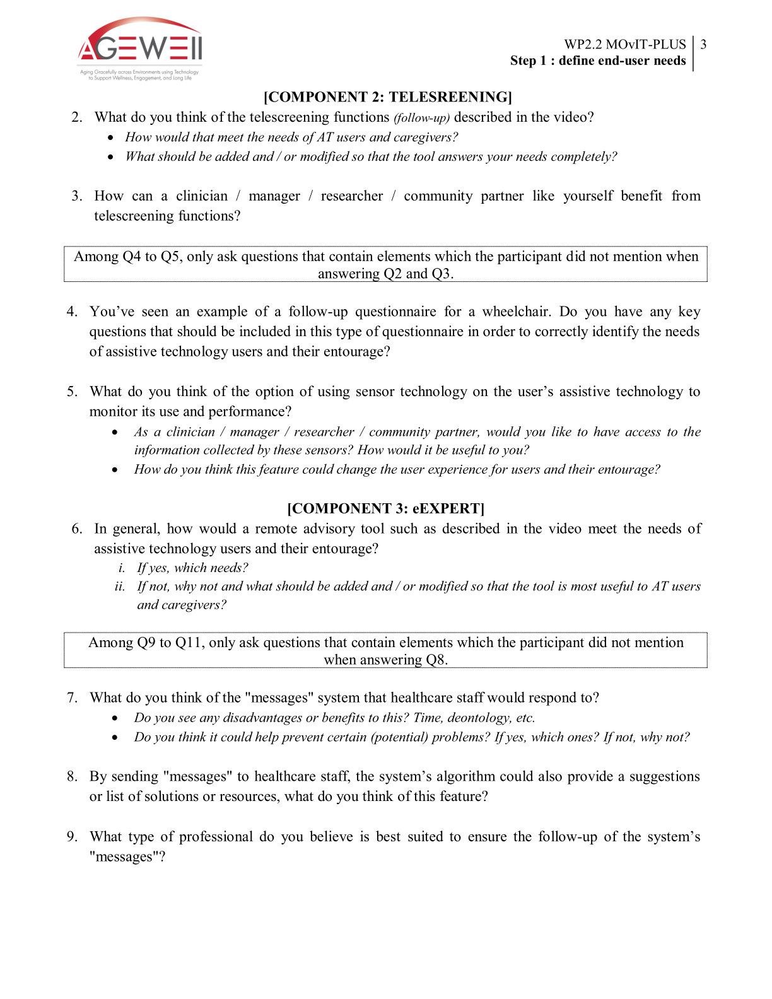 AGEWELL
Aging Gracefully across Environments using Technology
to Support Wellness, Engagement, and Long Life
WP2.2 MOvIT-PLUS 3
Step 1 : define end-user needs
[COMPONENT 2: TELESREENING]
2. What do you think of the telescreening functions (follow-up) described in the video?
• How would that meet the needs of AT users and caregivers?
• What should be added and / or modified so that the tool answers your needs completely?
3. How can a clinician / manager / researcher / community partner like yourself benefit from
telescreening functions?
Among Q4 to Q5, only ask questions that contain elements which the participant did not mention when
answering Q2 and Q3.
4. You’ve seen an example of a follow-up questionnaire for a wheelchair. Do you have any key
questions that should be included in this type of questionnaire in order to correctly identify the needs
of assistive technology users and their entourage?
5. What do you think of the option of using sensor technology on the user’s assistive technology to
monitor its use and performance?
• As a clinician / manager / researcher / community partner, would you like to have access to the
information collected by these sensors? How would it be useful to you?
• How do you think this feature could change the user experience for users and their entourage?
[COMPONENT 3: eEXPERT]
6. In general, how would a remote advisory tool such as described in the video meet the needs of
assistive technology users and their entourage?
i. If yes, which needs?
ii. If not, why not and what should be added and / or modified so that the tool is most useful to AT users
and caregivers?
Among Q9 to Q11, only ask questions that contain elements which the participant did not mention
when answering Q8.
7. What do you think of the "messages" system that healthcare staff would respond to?
• Do you see any disadvantages or benefits to this? Time, deontology, etc.
• Do you think it could help prevent certain (potential) problems? If yes, which ones? If not, why not?
8. By sending "messages" to healthcare staff, the system’s algorithm could also provide a suggestions
or list of solutions or resources, what do you think of this feature?
9. What type of professional do you believe is best suited to ensure the follow-up of the system’s
"messages"?